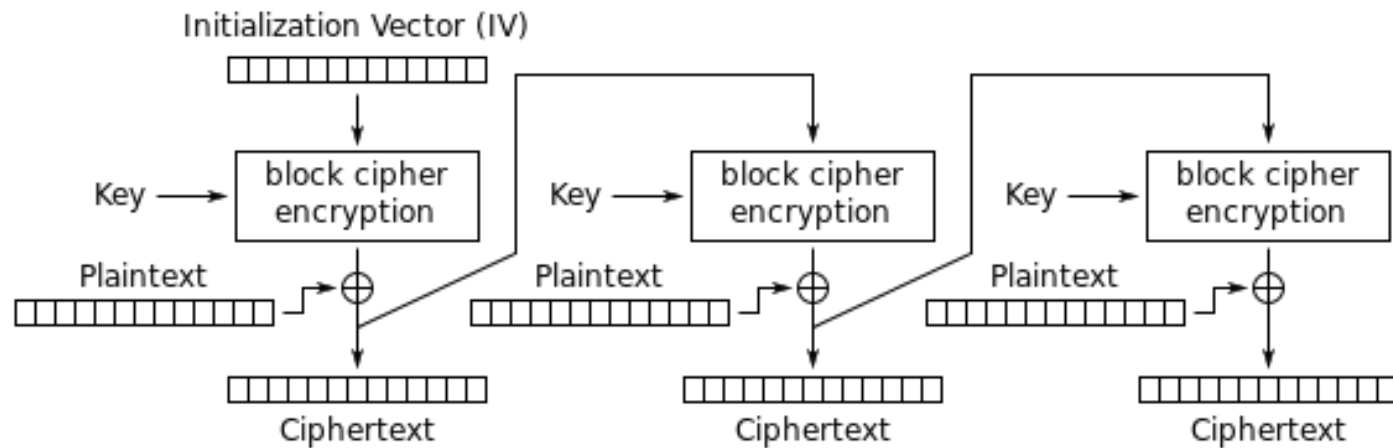 Initialization Vector (IV)
Key
block cipher
encryption
Key
block cipher
encryption
Key
block cipher
encryption
Plaintext
Plaintext
Plaintext
Ciphertext
Ciphertext
Ciphertext